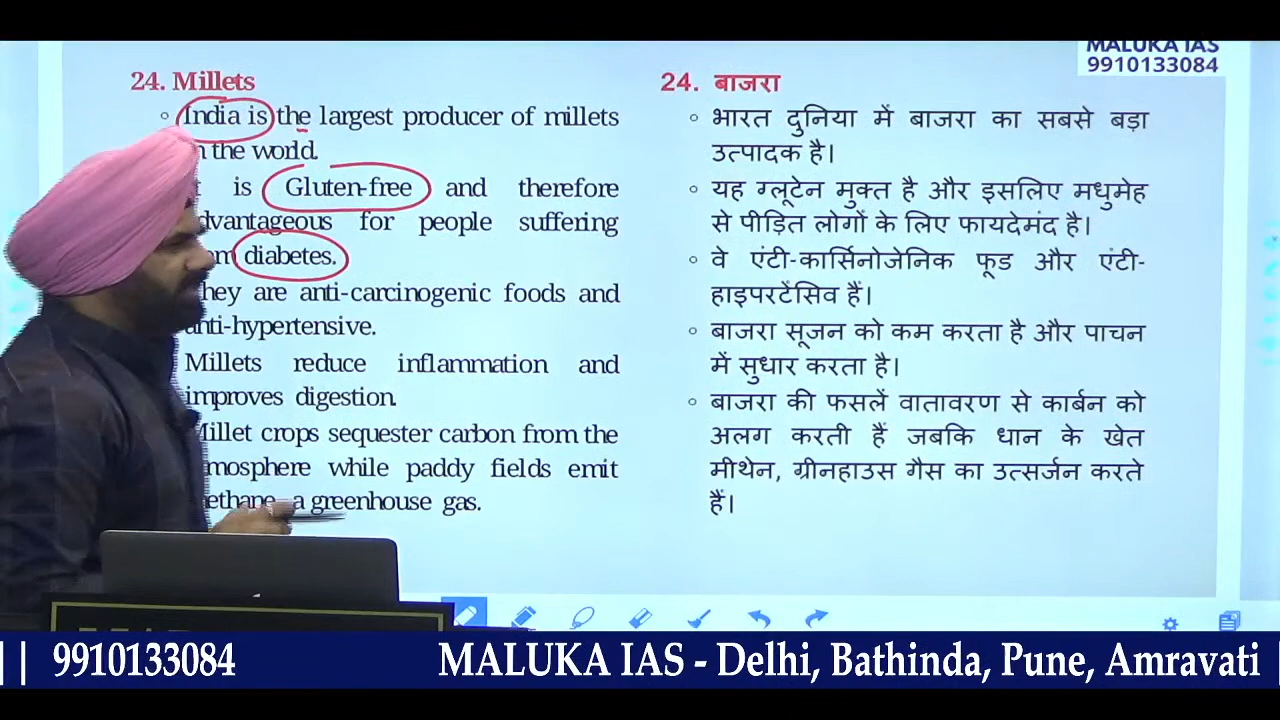 MALUKA IAS
9910133084
24. Millets
India is the largest producer of millets
the world.
is Gluten-free and therefore
advantageous for people suffering
diabetes.
They are anti-carcinogenic foods and
anti-hypertensive.
Millets reduce inflammation and
improves digestion.
Millet crops sequester carbon from the
atmosphere while paddy fields emit
methane, a greenhouse gas.
24. बाजरा
भारत दुनिया में बाजरा का सबसे बड़ा
उत्पादक है।
यह ग्लूटेन मुक्त है और इसलिए मधुमेह
से पीड़ित लोगों के लिए फायदेमंद है।
वे एंटी-कार्सिनोजेनिक फूड और एंटी-
हाइपरटेंसिव हैं।
बाजरा सूजन को कम करता है और पाचन
में सुधार करता है।
बाजरा की फसलें वातावरण से कार्बन को
अलग करती हैं जबकि धान के खेत
मीथेन, ग्रीनहाउस गैस का उत्सर्जन करते
हैं।
|| 9910133084 MALUKA IAS - Delhi, Bathinda, Pune, Amravati